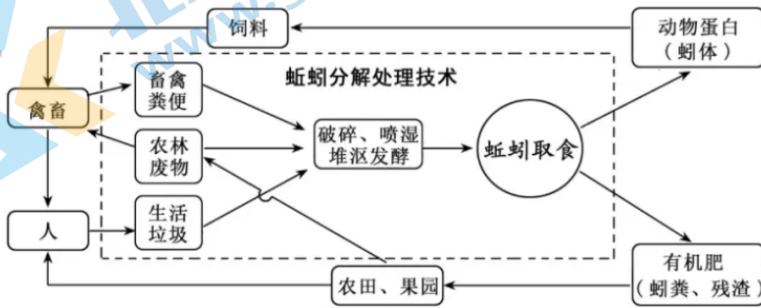 饲料
动物蛋白
（蚓体）
蚯蚓分解处理技术
畜禽
粪便
禽畜
农林
废物
破碎、喷湿
堆沤发酵
蚯蚓取食
生活
垃圾
人
农田、果园
有机肥
（蚓粪、残渣）